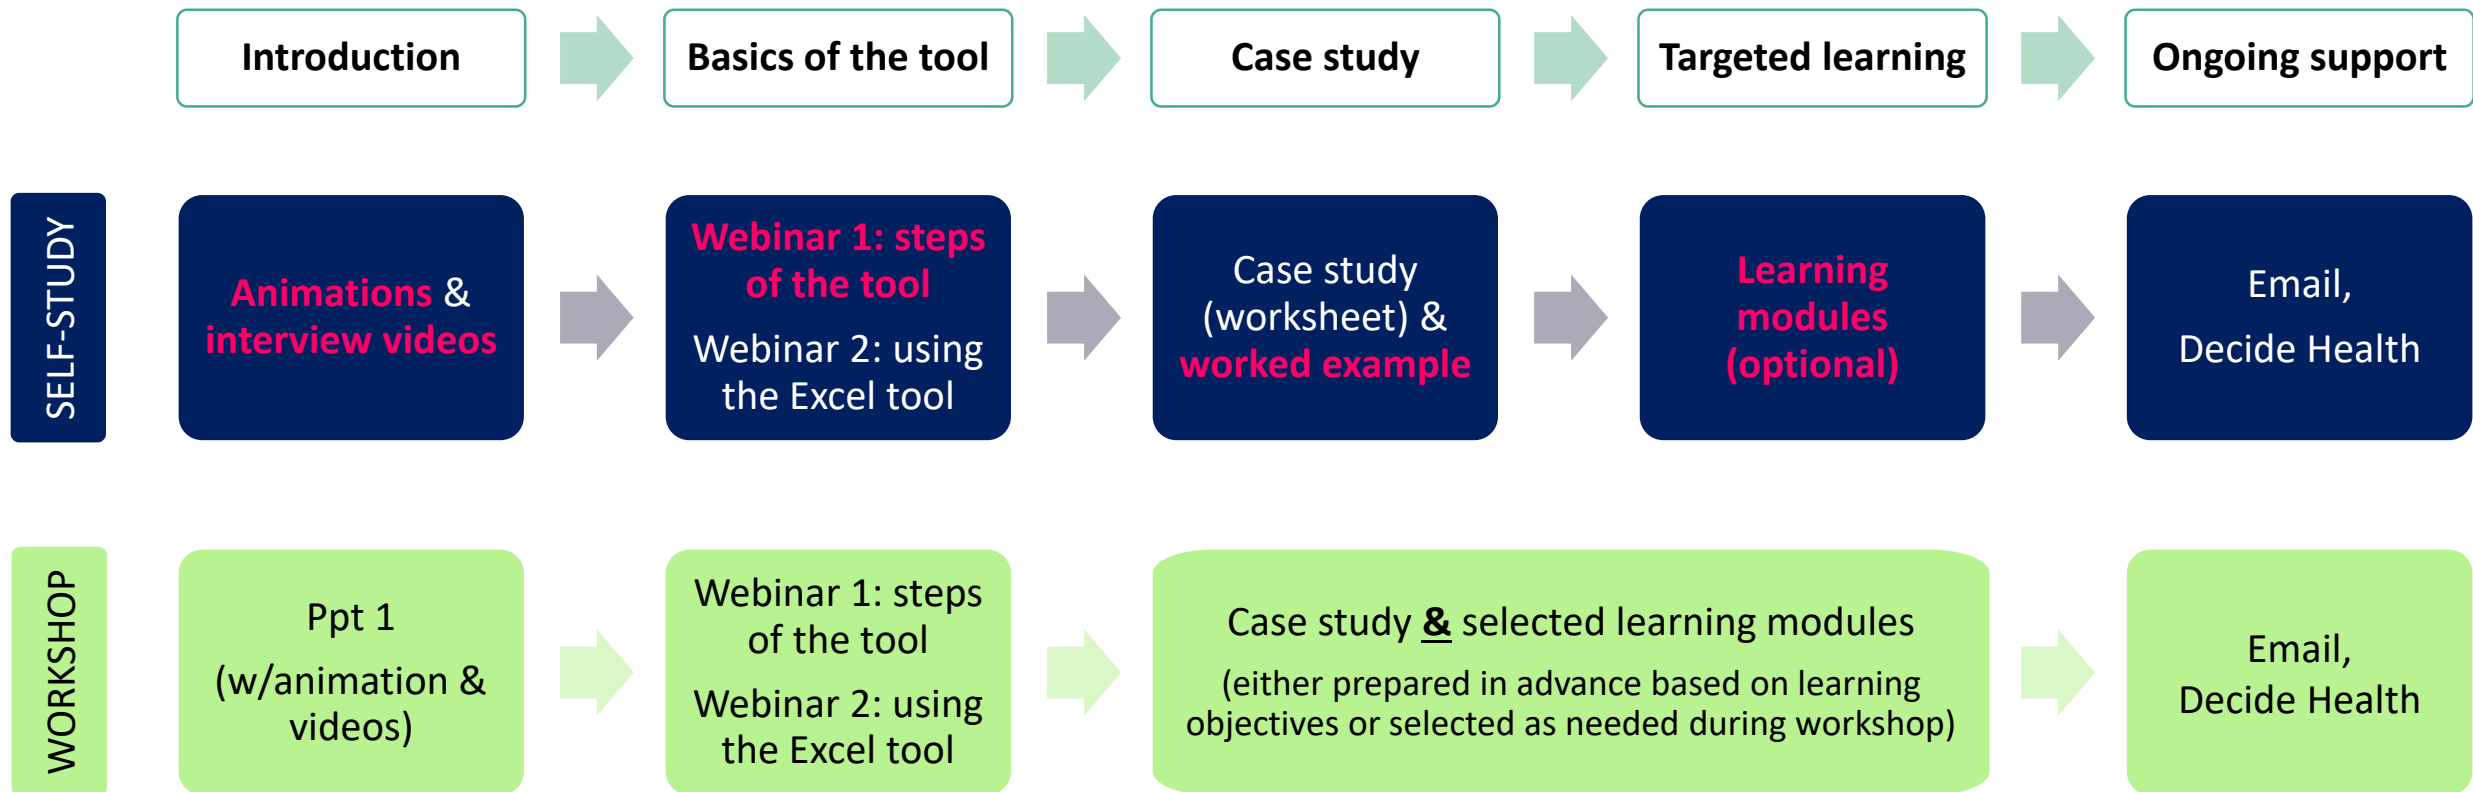 Introduction
Basics of the tool
Case study
Targeted learning
Ongoing support
SELF-STUDY
Animations &
interview videos
Webinar 1: steps
of the tool
Webinar 2: using
the Excel tool
Case study
(worksheet) &
worked example
Learning
modules
(optional)
Email,
Decide Health
WORKSHOP
Ppt 1
(w/animation &
videos)
Webinar 1: steps
of the tool
Webinar 2: using
the Excel tool
Case study & selected learning modules
(either prepared in advance based on learning
objectives or selected as needed during workshop)
Email,
Decide Health